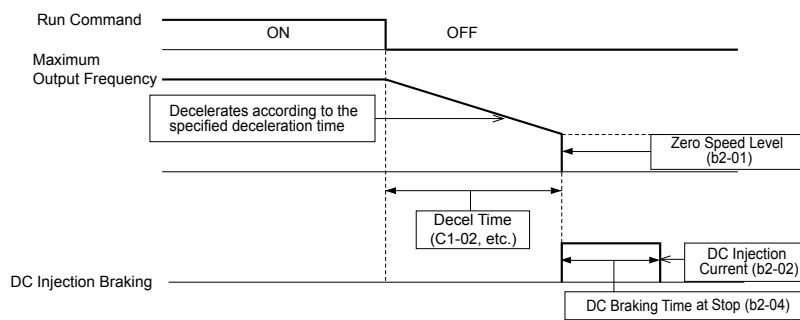 Run Command
ON
OFF
Maximum
Output Frequency
Decelerates according to the
specified deceleration time
Zero Speed Level
(b2-01)
Decel Time
(C1-02, etc.)
DC Injection
Current (b2-02)
DC Injection Braking
DC Braking Time at Stop (b2-04)